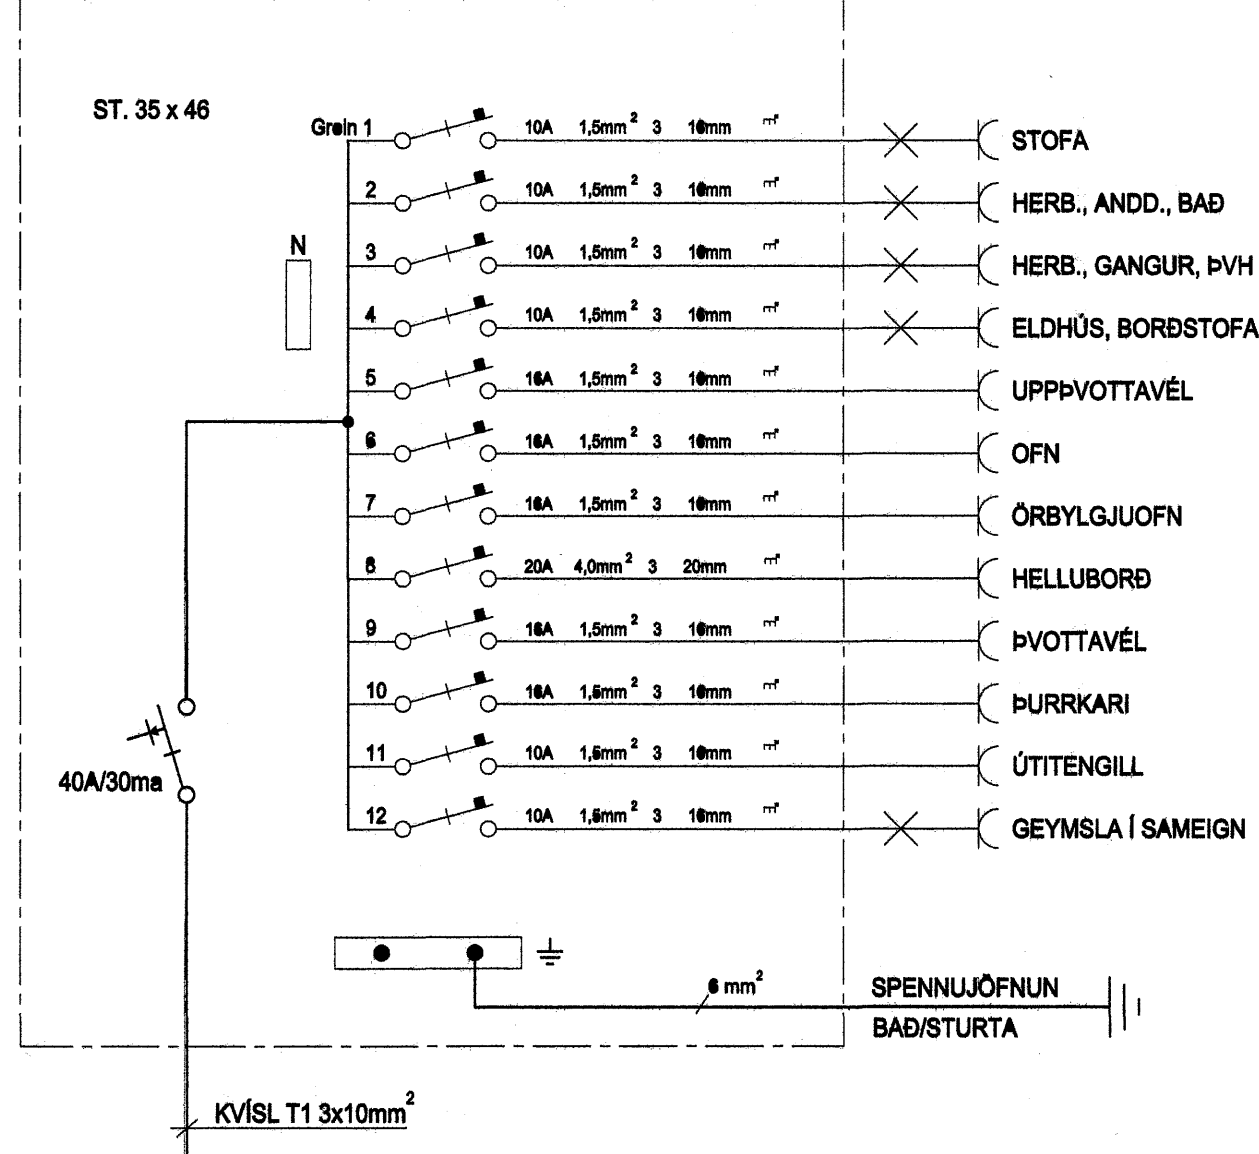 ST. 35 x 46
Grein 1 10A 1,5mm² 3 16mm STOFA
2 10A 1,5mm² 3 16mm HERB., ANDD., BAÐ
N
3 10A 1,5mm² 3 16mm HERB., GANGUR, ÞVH
4 10A 1,5mm² 3 16mm ELDHÚS, BORÐSTOFA
5 16A 1,5mm² 3 16mm UPPÞVOTTAVÉL
6 16A 1,5mm² 3 16mm OFN
7 16A 1,5mm² 3 16mm ÖRBYLGJUOFN
8 20A 4,0mm² 3 20mm HELLUBORÐ
9 16A 1,5mm² 3 16mm ÞVOTTAVÉL
10 16A 1,5mm² 3 16mm ÞURRKARI
11 10A 1,5mm² 3 16mm ÚTITENGILL
40A/30ma
12 10A 1,5mm² 3 16mm GEYMSLA Í SAMEIGN
6 mm² SPENNUJÖFNUN
BAÐ/STURTA
KVÍSL T1 3x10mm²